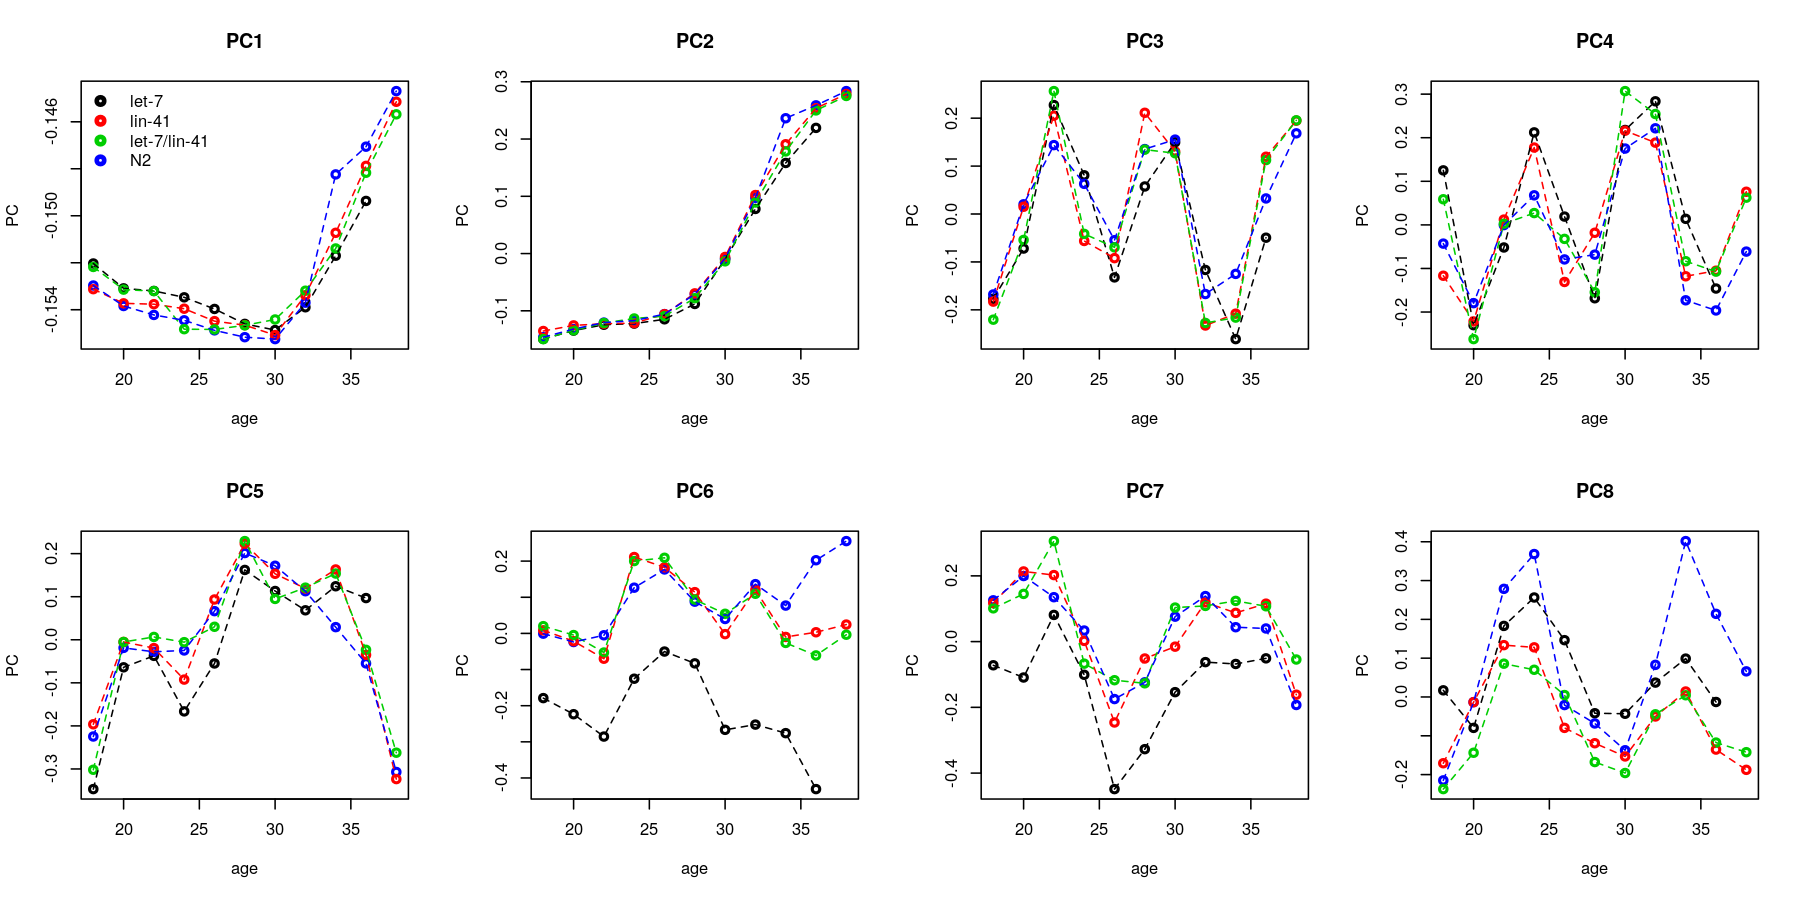 PC1
PC2
PC3
PC4
PC
-0.154
-0.150
-0.146
let-7
lin-41
let-7/lin-41
N2
20 25 30 35
age
PC
-0.1 0.0 0.1 0.2 0.3
20 25 30 35
age
PC
-0.2 -0.1 0.0 0.1 0.2
20 25 30 35
age
PC
-0.2 -0.1 0.0 0.1 0.2 0.3
20 25 30 35
age
PC5
PC6
PC7
PC8
PC
-0.3 -0.2 -0.1 0.0 0.1 0.2
20 25 30 35
age
PC
-0.4 -0.2 0.0 0.2
20 25 30 35
age
PC
-0.4 -0.2 0.0 0.2
20 25 30 35
age
PC
-0.2 0.0 0.1 0.2 0.3 0.4
20 25 30 35
age